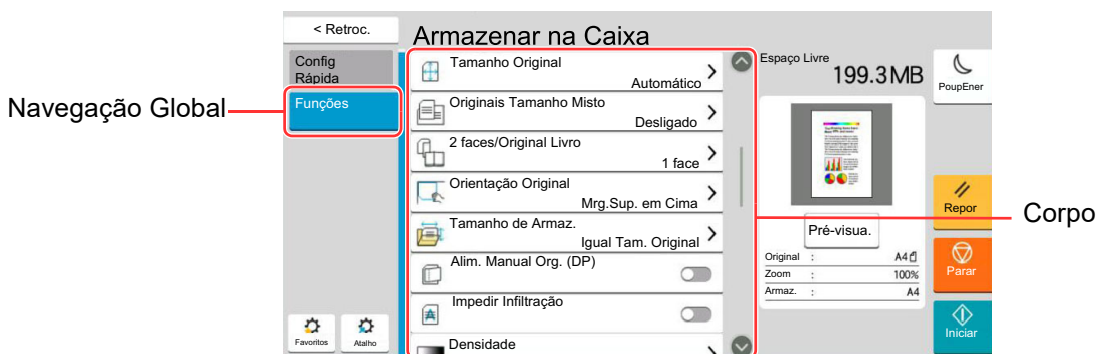 < Retroc.
Armazenar na Caixa
Config
Rápida
Funções
Navegação Global
Favoritos
Atalho
Tamanho Original
Automático
Originais Tamanho Misto
Desligado
2 faces/Original Livro
1 face
Orientação Original
Mrg.Sup. em Cima
Tamanho de Armaz.
Igual Tam. Original
Alim. Manual Org. (DP)
Impedir Infiltração
Densidade
Espaço Livre
199.3MB
Pré-visua.
Original : A4
Zoom : 100%
Armaz. : A4
PoupEner
Repor
Parar
Iniciar
Corpo